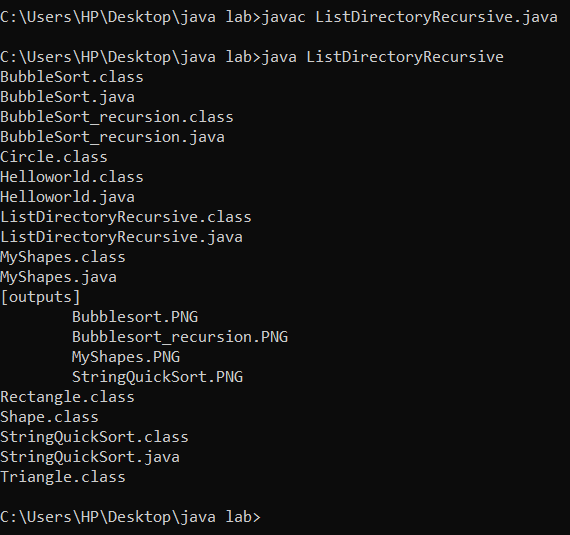 C:\Users\HP\Desktop\java lab>javac ListDirectoryRecursive.java
C:\Users\HP\Desktop\java lab>java ListDirectoryRecursive
BubbleSort.class
BubbleSort.java
BubbleSort_recursion.class
BubbleSort_recursion.java
Circle.class
Helloworld.class
Helloworld.java
ListDirectoryRecursive.class
ListDirectoryRecursive.java
MyShapes.class
MyShapes.java
[outputs]
Bubblesort.PNG
Bubblesort_recursion.PNG
MyShapes.PNG
StringQuickSort.PNG
Rectangle.class
Shape.class
StringQuickSort.class
StringQuickSort.java
Triangle.class
C:\Users\HP\Desktop\java lab>